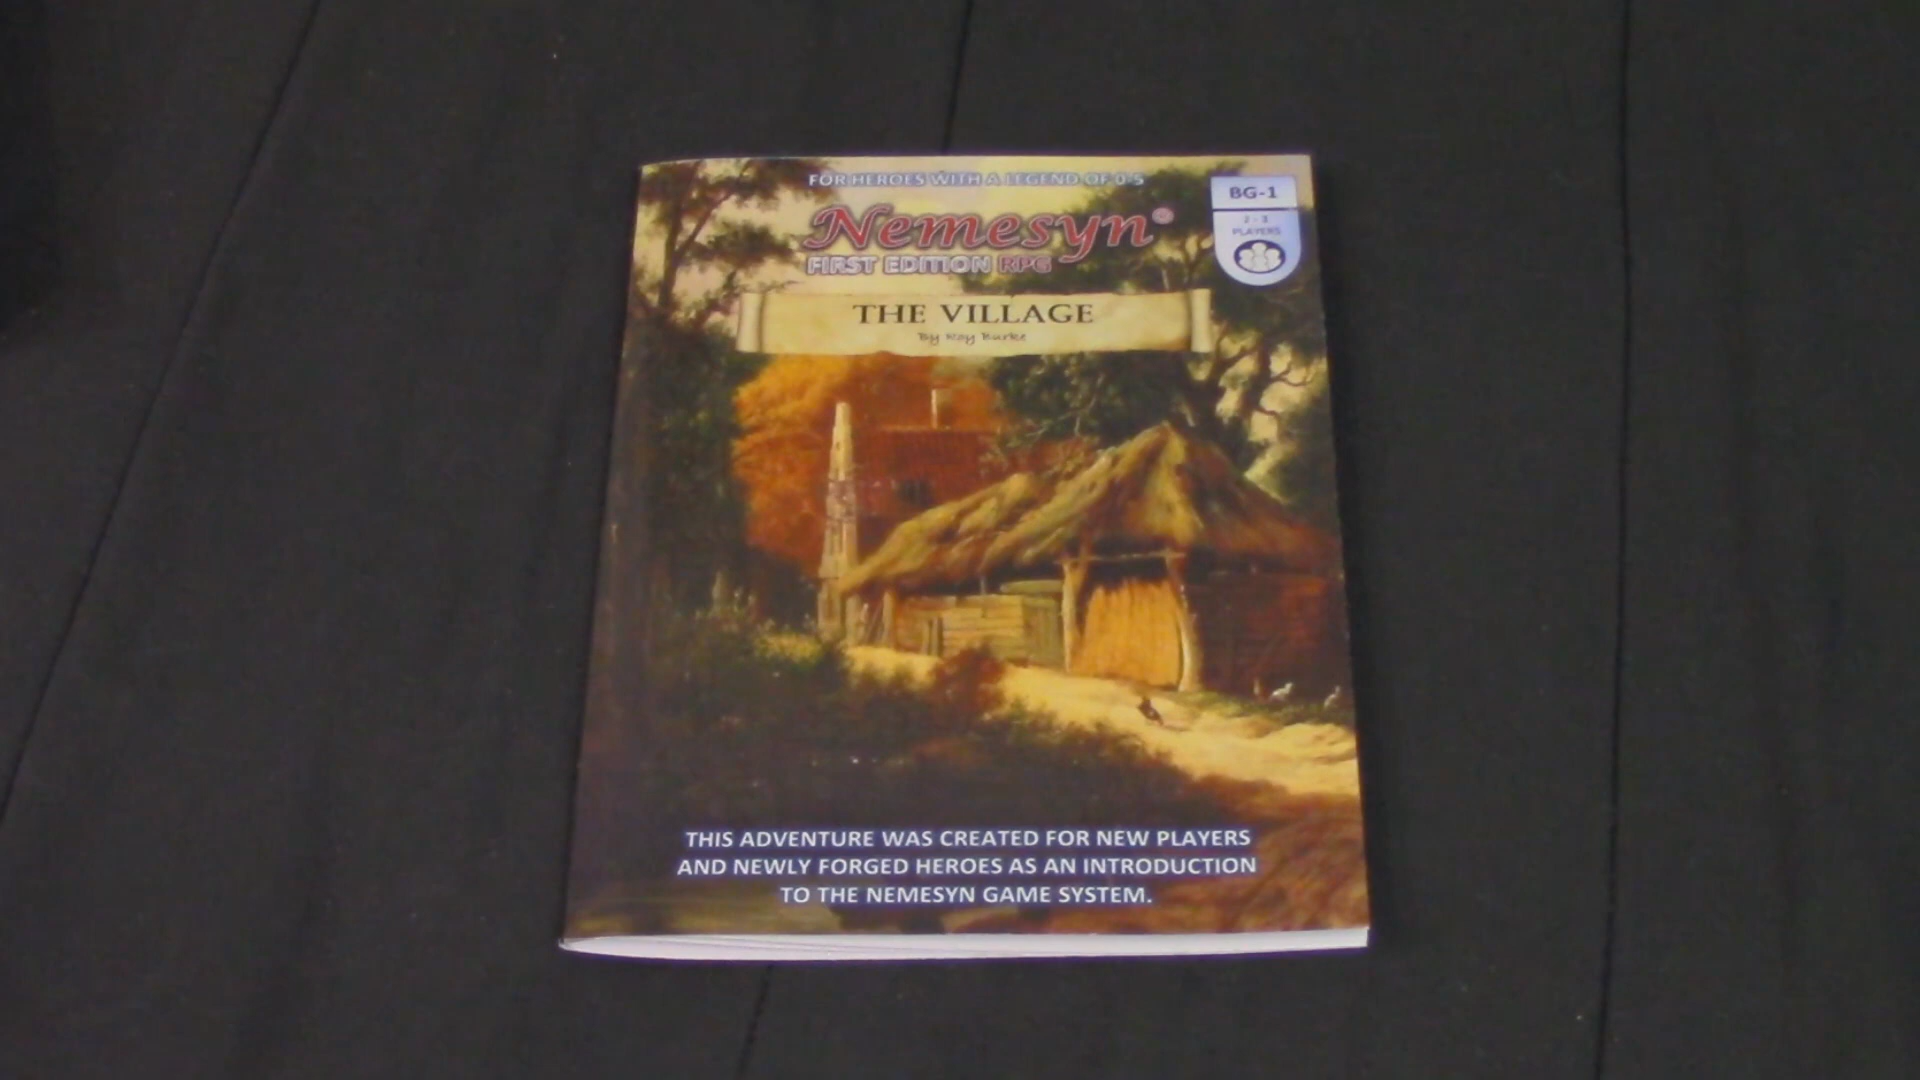 FOR HEROES WITH A LEGEND OF 0-5
BG-1
2 - 3
PLAYERS
Nemesyn®
FIRST EDITION RPG
THE VILLAGE
By Roy Burke
THIS ADVENTURE WAS CREATED FOR NEW PLAYERS
AND NEWLY FORGED HEROES AS AN INTRODUCTION
TO THE NEMESYN GAME SYSTEM.